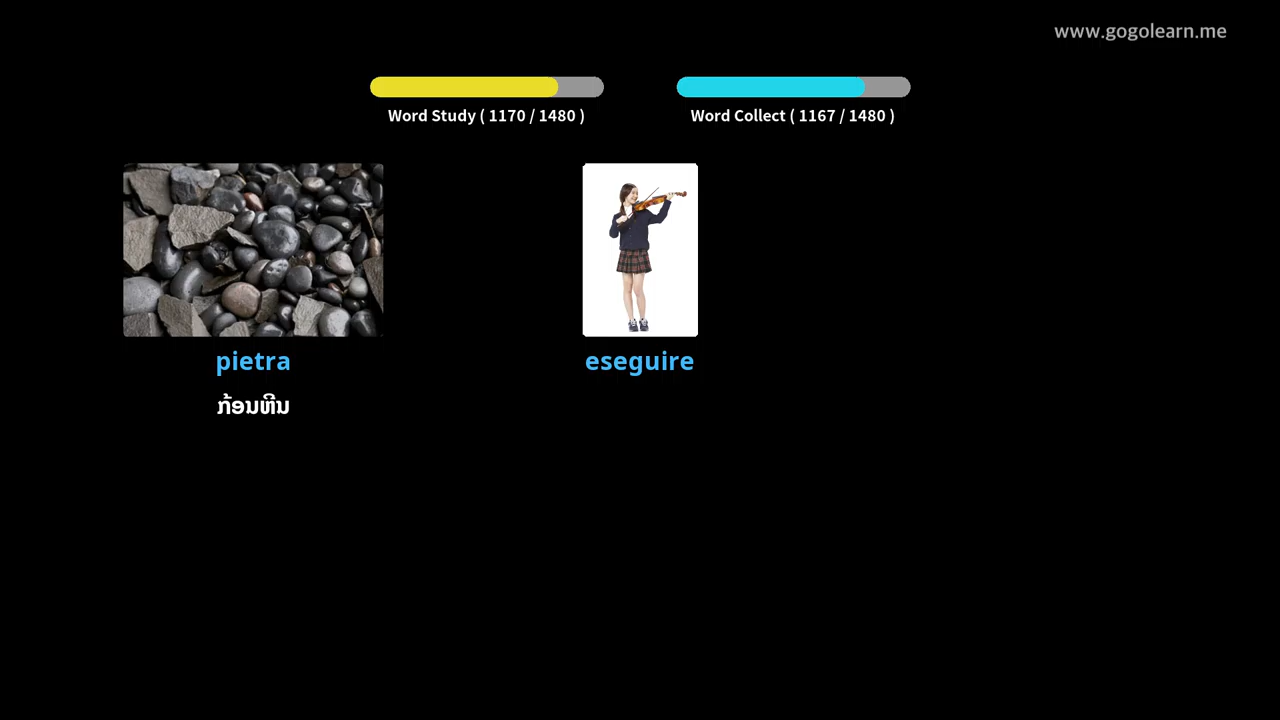 www.gogolearn.me
Word Study ( 1170 / 1480 )
Word Collect ( 1167 / 1480 )
pietra
eseguire
ກ້ອນຫີນ